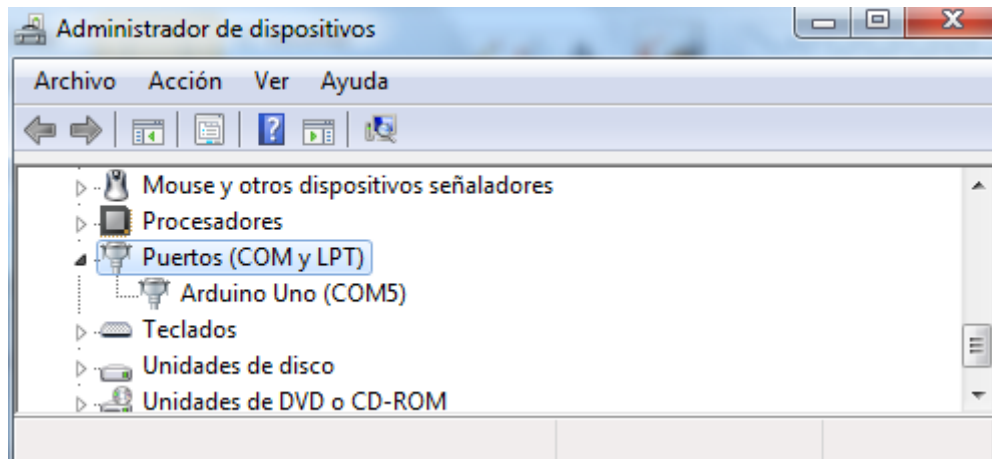 Administrador de dispositivos
Archivo Acción Ver Ayuda
Mouse y otros dispositivos señaladores
Procesadores
Puertos (COM y LPT)
Arduino Uno (COM5)
Teclados
Unidades de disco
Unidades de DVD o CD-ROM